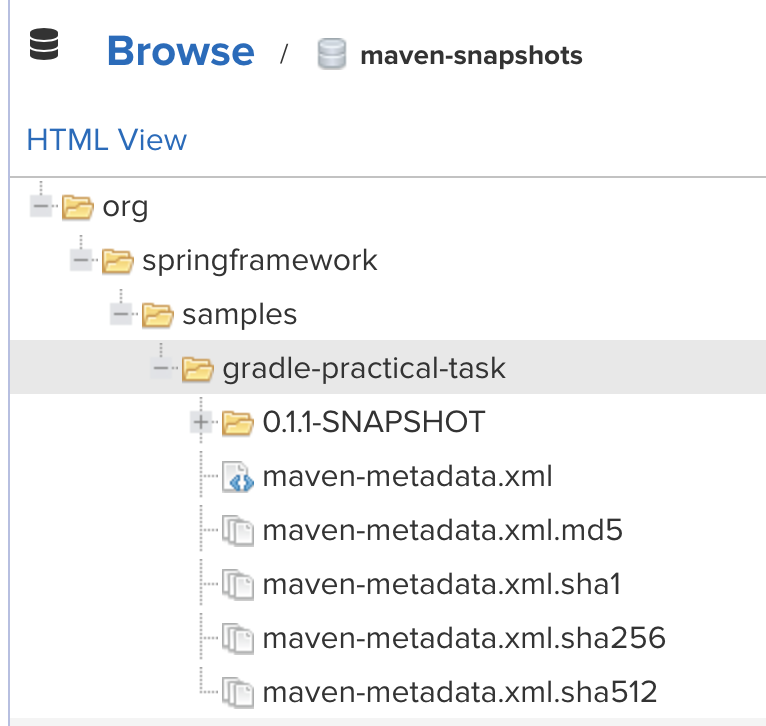 Browse / maven-snapshots
HTML View
org
springframework
samples
gradle-practical-task
0.1.1-SNAPSHOT
maven-metadata.xml
maven-metadata.xml.md5
maven-metadata.xml.sha1
maven-metadata.xml.sha256
maven-metadata.xml.sha512